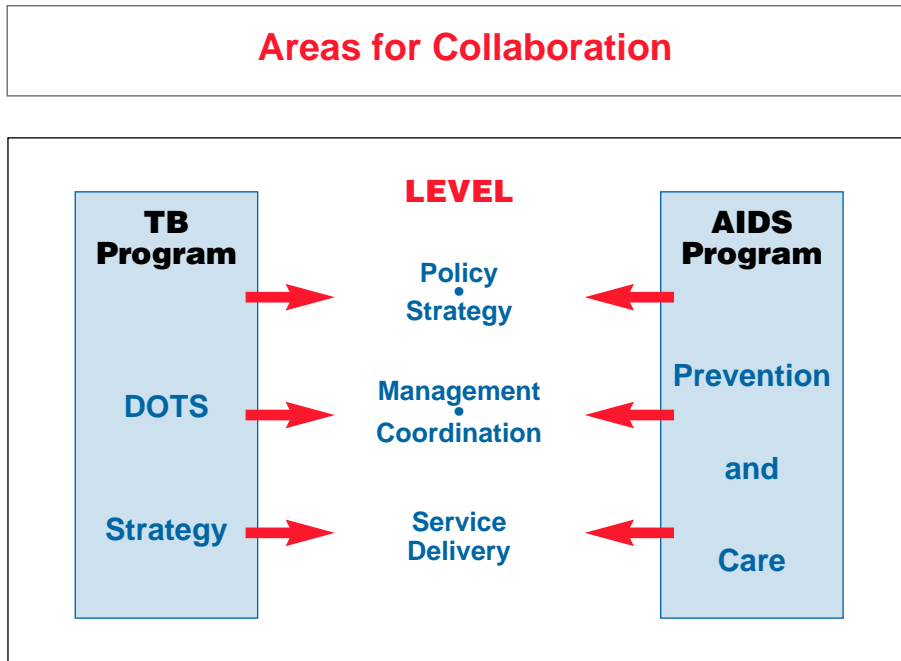 Areas for Collaboration
TB
Program
DOTS
Strategy
LEVEL
Policy
•
Strategy
Management
•
Coordination
Service
Delivery
AIDS
Program
Prevention
and
Care